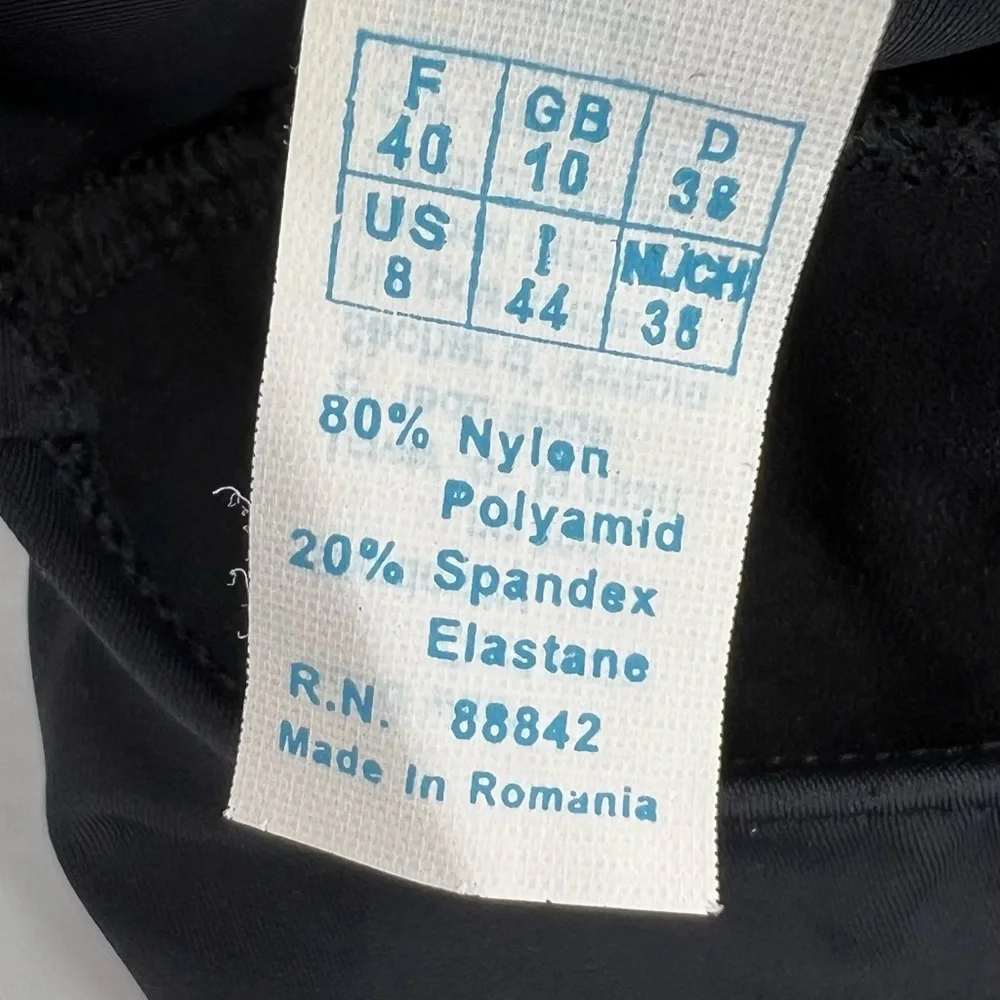 F GB D
40 10 38
US I NL/CH
8 44 38
80% Nylon
Polyamid
20% Spandex
Elastane
R.N. 88842
Made In Romania